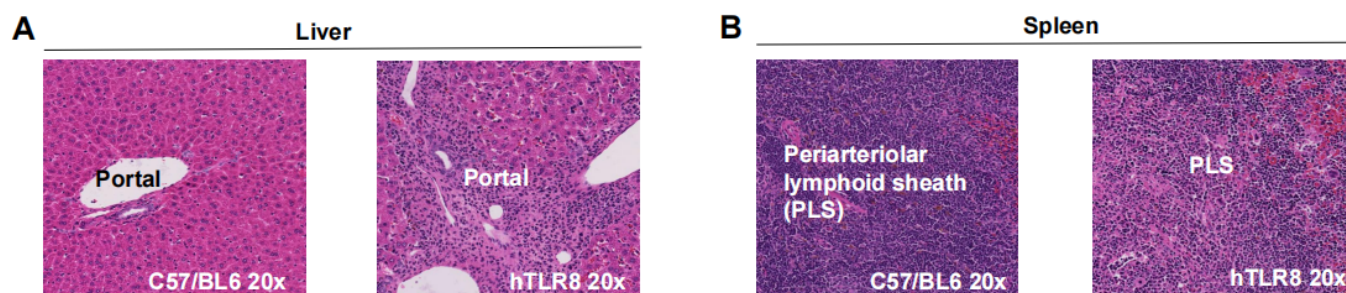 A
Liver
Portal
C57/BL6 20x
Portal
hTLR8 20x
B
Spleen
Periarteriolar
lymphoid sheath
(PLS)
C57/BL6 20x
PLS
hTLR8 20x